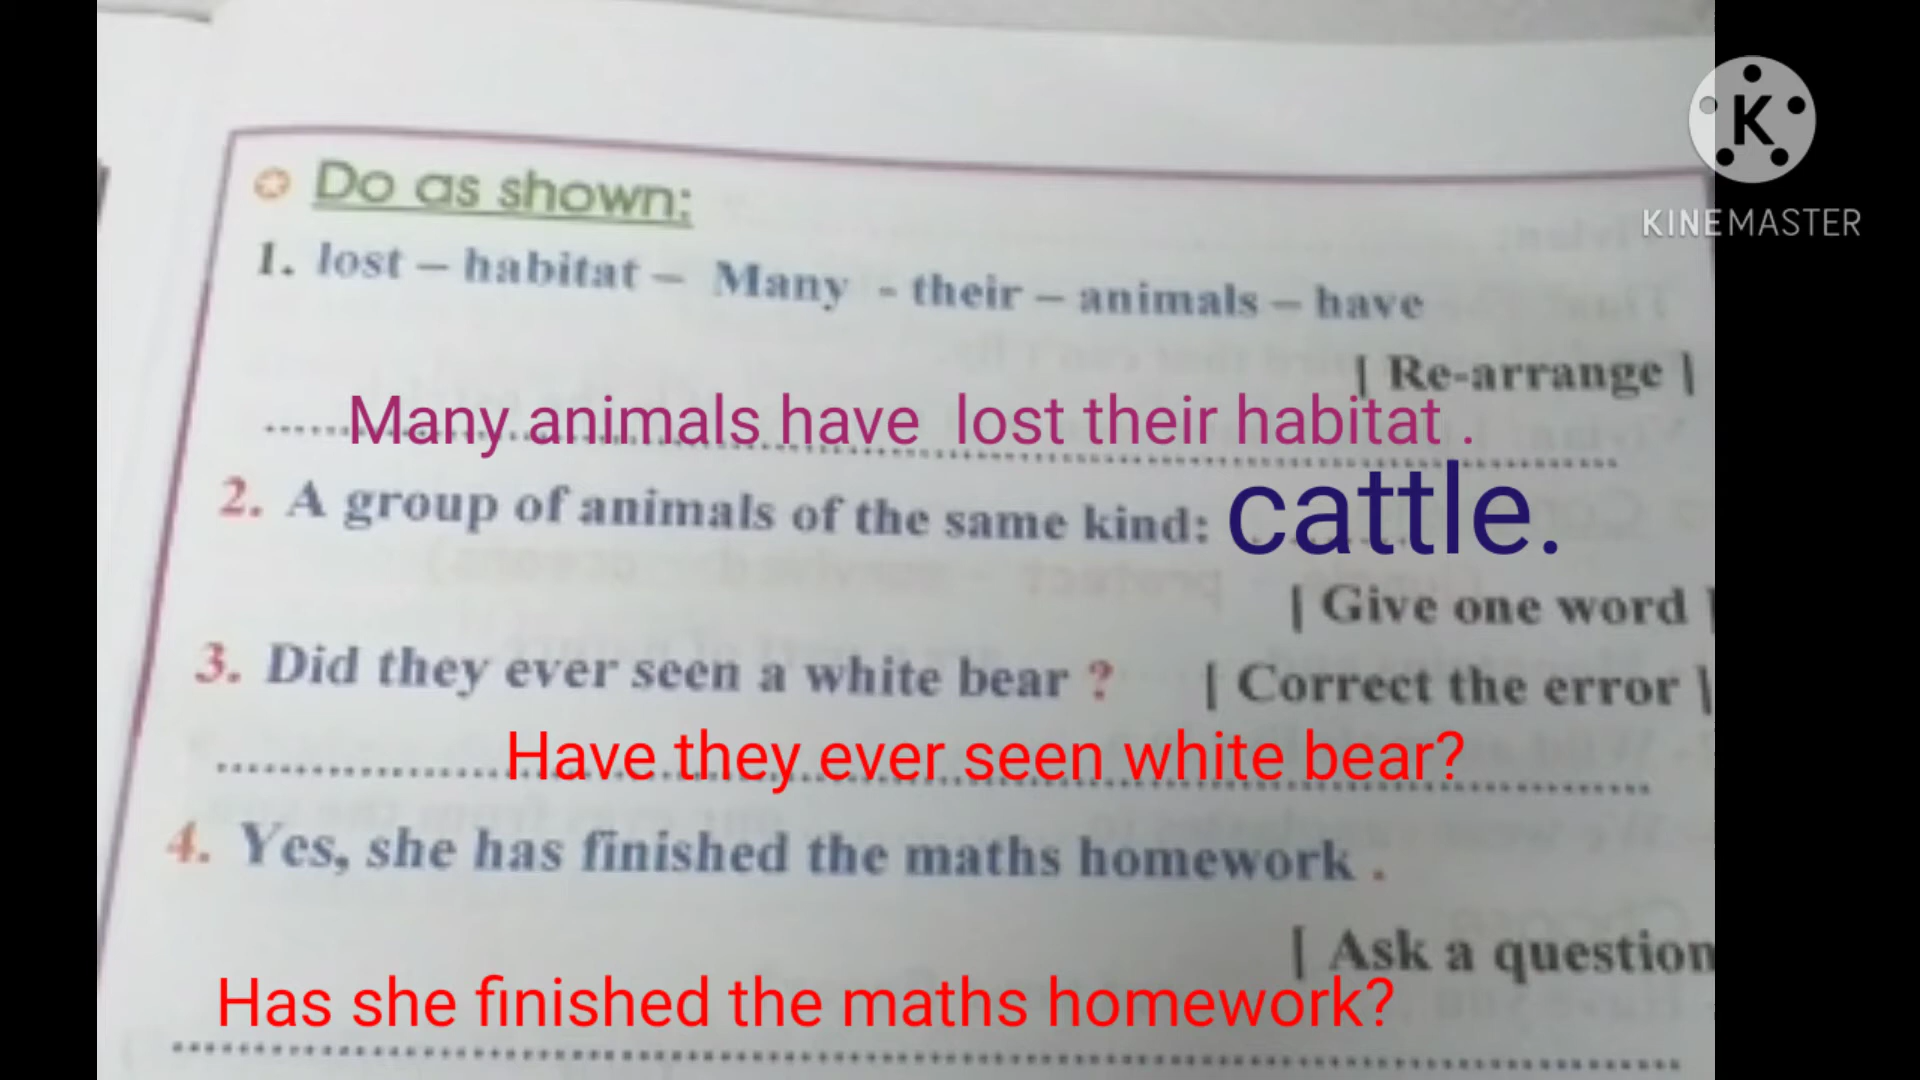 Do as shown:
1. lost – habitat – Many - their – animals – have
[ Re-arrange ]
Many animals have lost their habitat .
2. A group of animals of the same kind: cattle.
[ Give one word ]
3. Did they ever seen a white bear ? [ Correct the error ]
Have they ever seen white bear?
4. Yes, she has finished the maths homework .
[ Ask a question
Has she finished the maths homework?
K
KINEMASTER